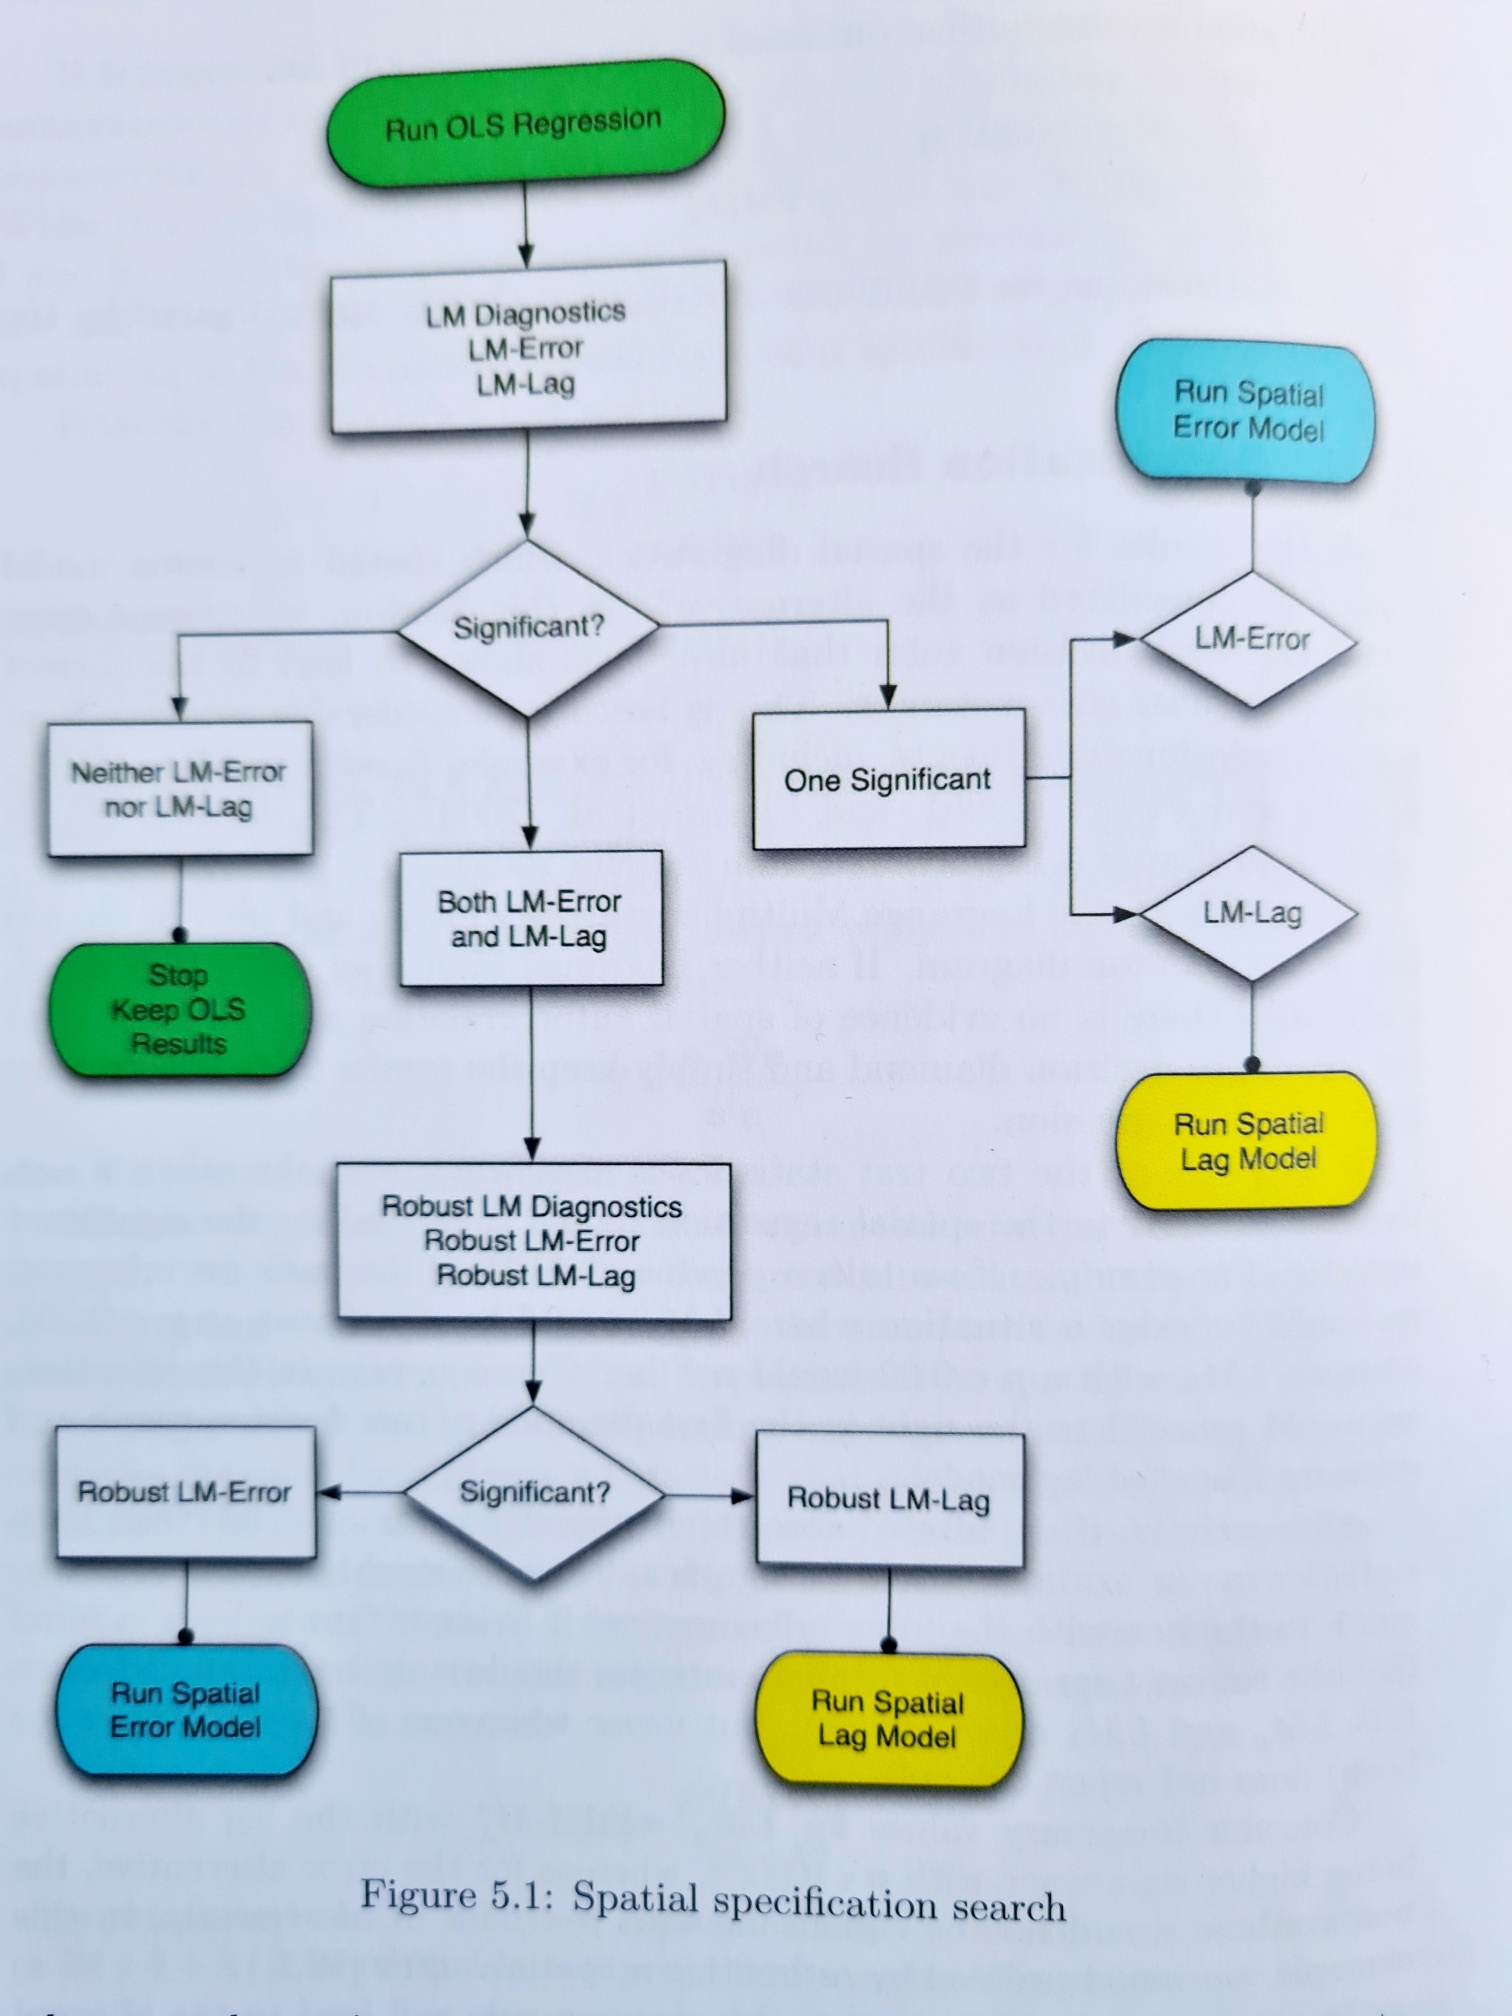 Run OLS Regression
LM Diagnostics
LM-Error
LM-Lag
Run Spatial
Error Model
Significant?
LM-Error
Neither LM-Error
nor LM-Lag
One Significant
Both LM-Error
and LM-Lag
LM-Lag
Stop
Keep OLS
Results
Run Spatial
Lag Model
Robust LM Diagnostics
Robust LM-Error
Robust LM-Lag
Robust LM-Error
Significant?
Robust LM-Lag
Run Spatial
Error Model
Run Spatial
Lag Model
Figure 5.1: Spatial specification search